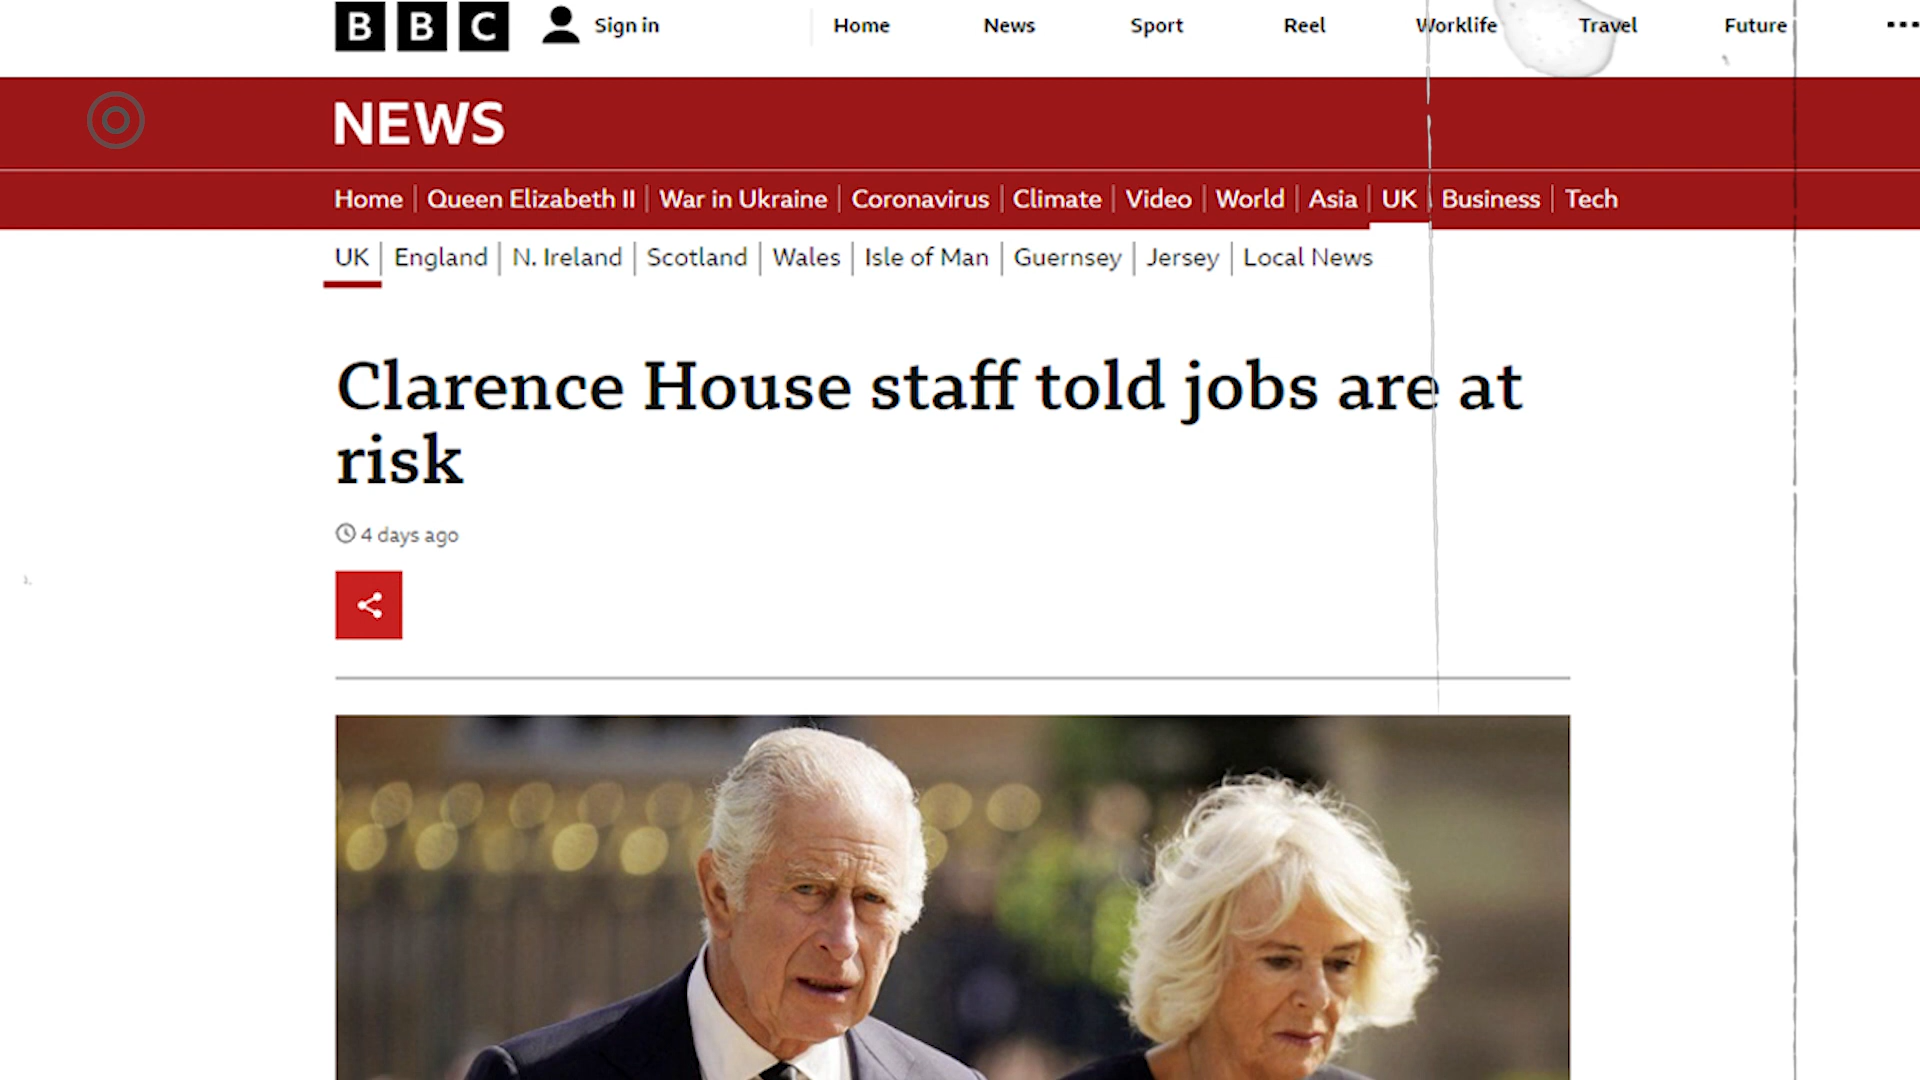 BBC Sign in Home News Sport Reel Worklife Travel Future
NEWS
Home Queen Elizabeth II War in Ukraine Coronavirus Climate Video World Asia UK Business Tech
UK England N. Ireland Scotland Wales Isle of Man Guernsey Jersey Local News
Clarence House staff told jobs are at
risk
4 days ago